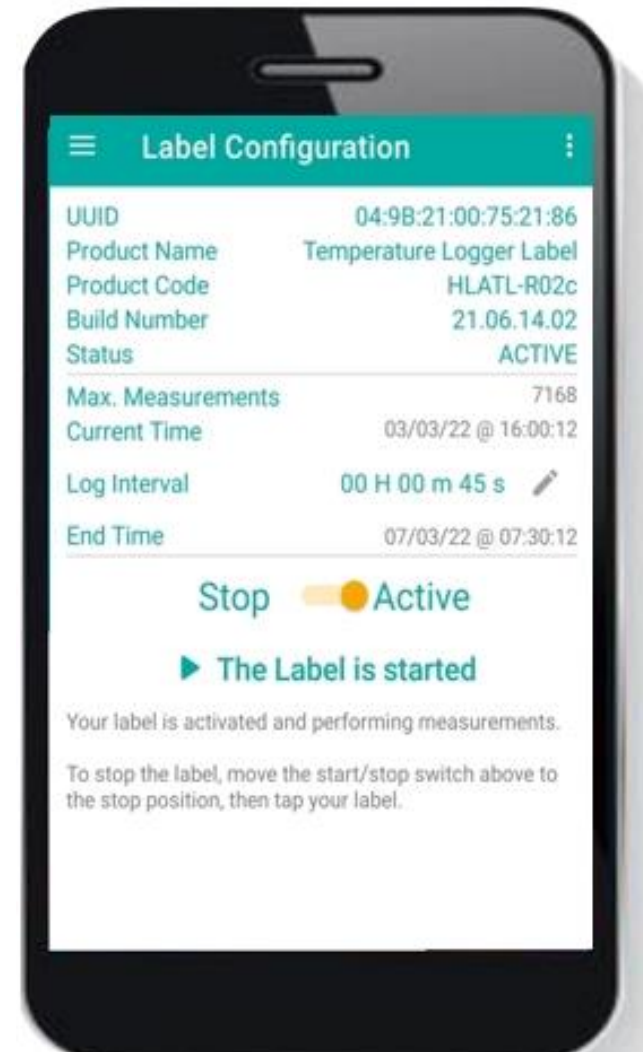 Label Configuration
UUID 04:9B:21:00:75:21:86
Product Name Temperature Logger Label
Product Code HLATL-R02c
Build Number 21.06.14.02
Status ACTIVE
Max. Measurements 7168
Current Time 03/03/22 @ 16:00:12
Log Interval 00 H 00 m 45 s
End Time 07/03/22 @ 07:30:12
Stop Active
The Label is started
Your label is activated and performing measurements.
To stop the label, move the start/stop switch above to
the stop position, then tap your label.